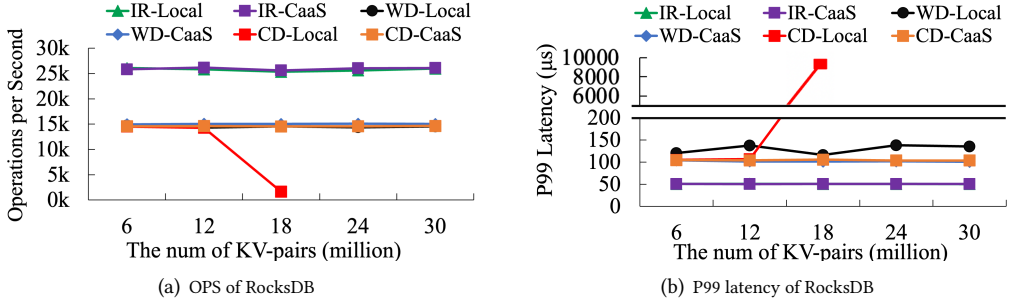 IR-Local IR-CaaS WD-Local
WD-CaaS CD-Local CD-CaaS
Operations per Second
30k
25k
20k
15k
10k
5k
0k
6 12 18 24 30
The num of KV-pairs (million)
(a) OPS of RocksDB
IR-Local IR-CaaS WD-Local
WD-CaaS CD-Local CD-CaaS
P99 Latency (μs)
10000
8000
6000
200
150
100
50
0
6 12 18 24 30
The num of KV-pairs (million)
(b) P99 latency of RocksDB